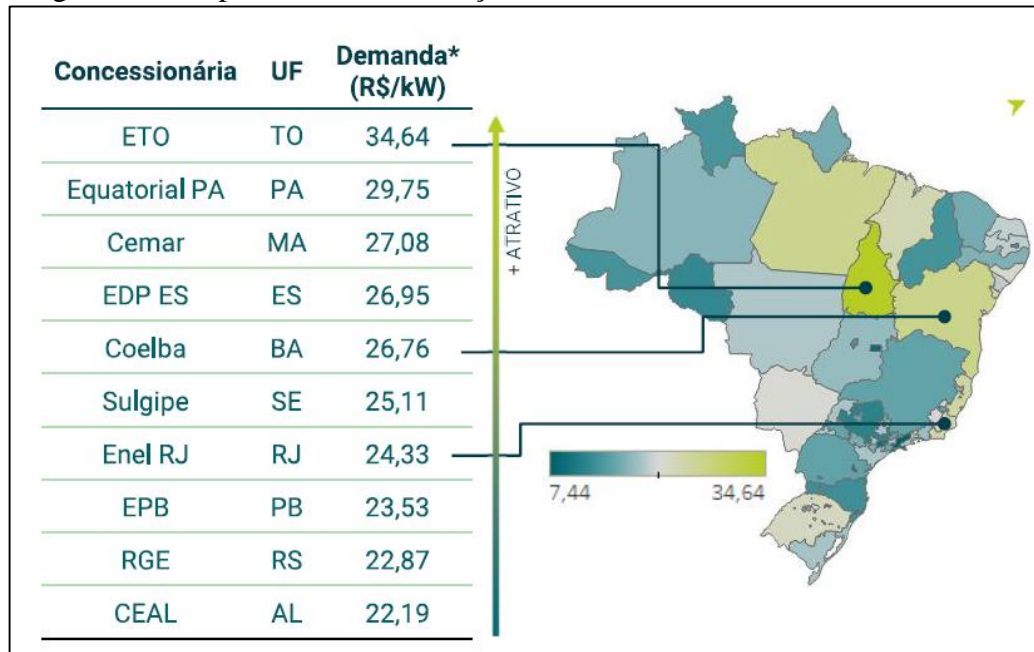 Concessionária UF Demanda* (R$/kW)
ETO TO 34,64
Equatorial PA PA 29,75
Cemar MA 27,08
EDP ES ES 26,95
Coelba BA 26,76
Sulgipe SE 25,11
Enel RJ RJ 24,33
EPB PB 23,53
RGE RS 22,87
CEAL AL 22,19
+ ATRATIVO
7,44 34,64